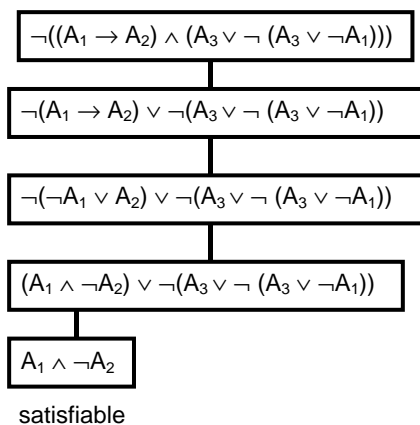 ¬((A₁ → A₂) ∧ (A₃ ∨ ¬ (A₃ ∨ ¬A₁)))
¬(A₁ → A₂) ∨ ¬(A₃ ∨ ¬ (A₃ ∨ ¬A₁))
¬(¬A₁ ∨ A₂) ∨ ¬(A₃ ∨ ¬ (A₃ ∨ ¬A₁))
(A₁ ∧ ¬A₂) ∨ ¬(A₃ ∨ ¬ (A₃ ∨ ¬A₁))
A₁ ∧ ¬A₂
satisfiable